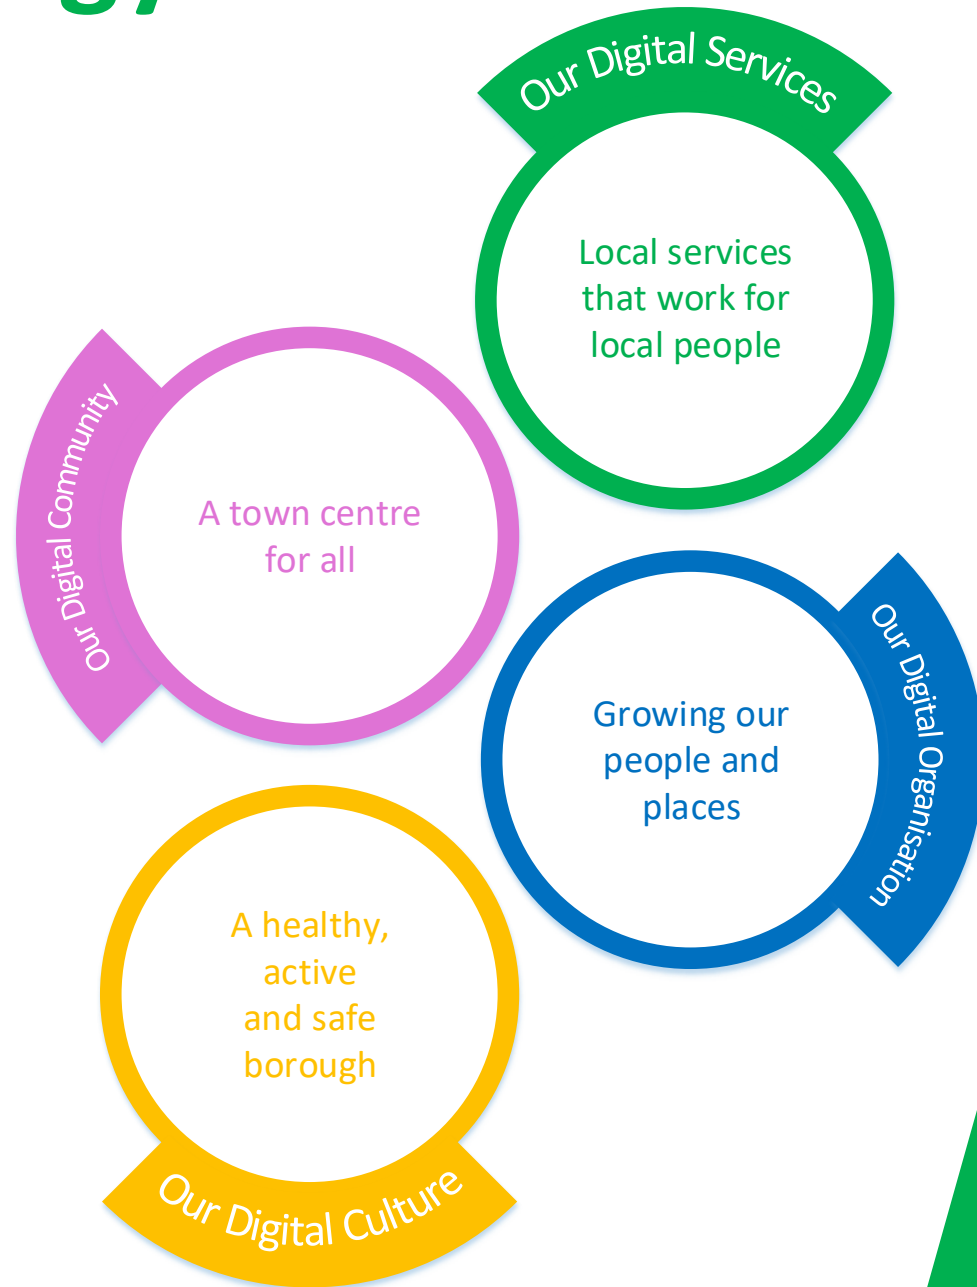 gy
Our Digital Services
Local services
that work for
local people
Our Digital Community
A town centre
for all
Our Digital Organisation
Growing our
people and
places
A healthy,
active
and safe
borough
Our Digital Culture